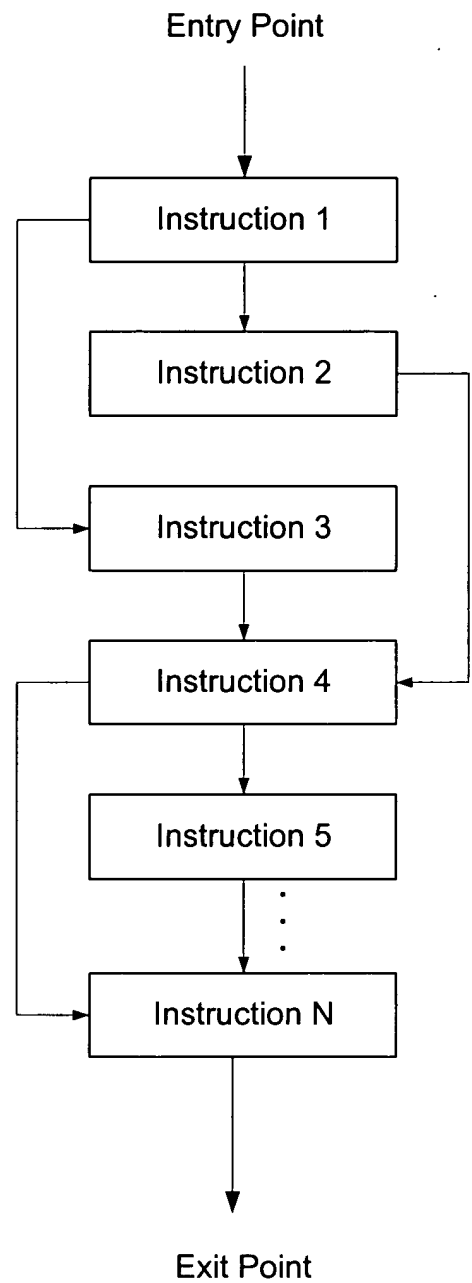 Entry Point
Instruction 1
Instruction 2
Instruction 3
Instruction 4
Instruction 5
Instruction N
Exit Point